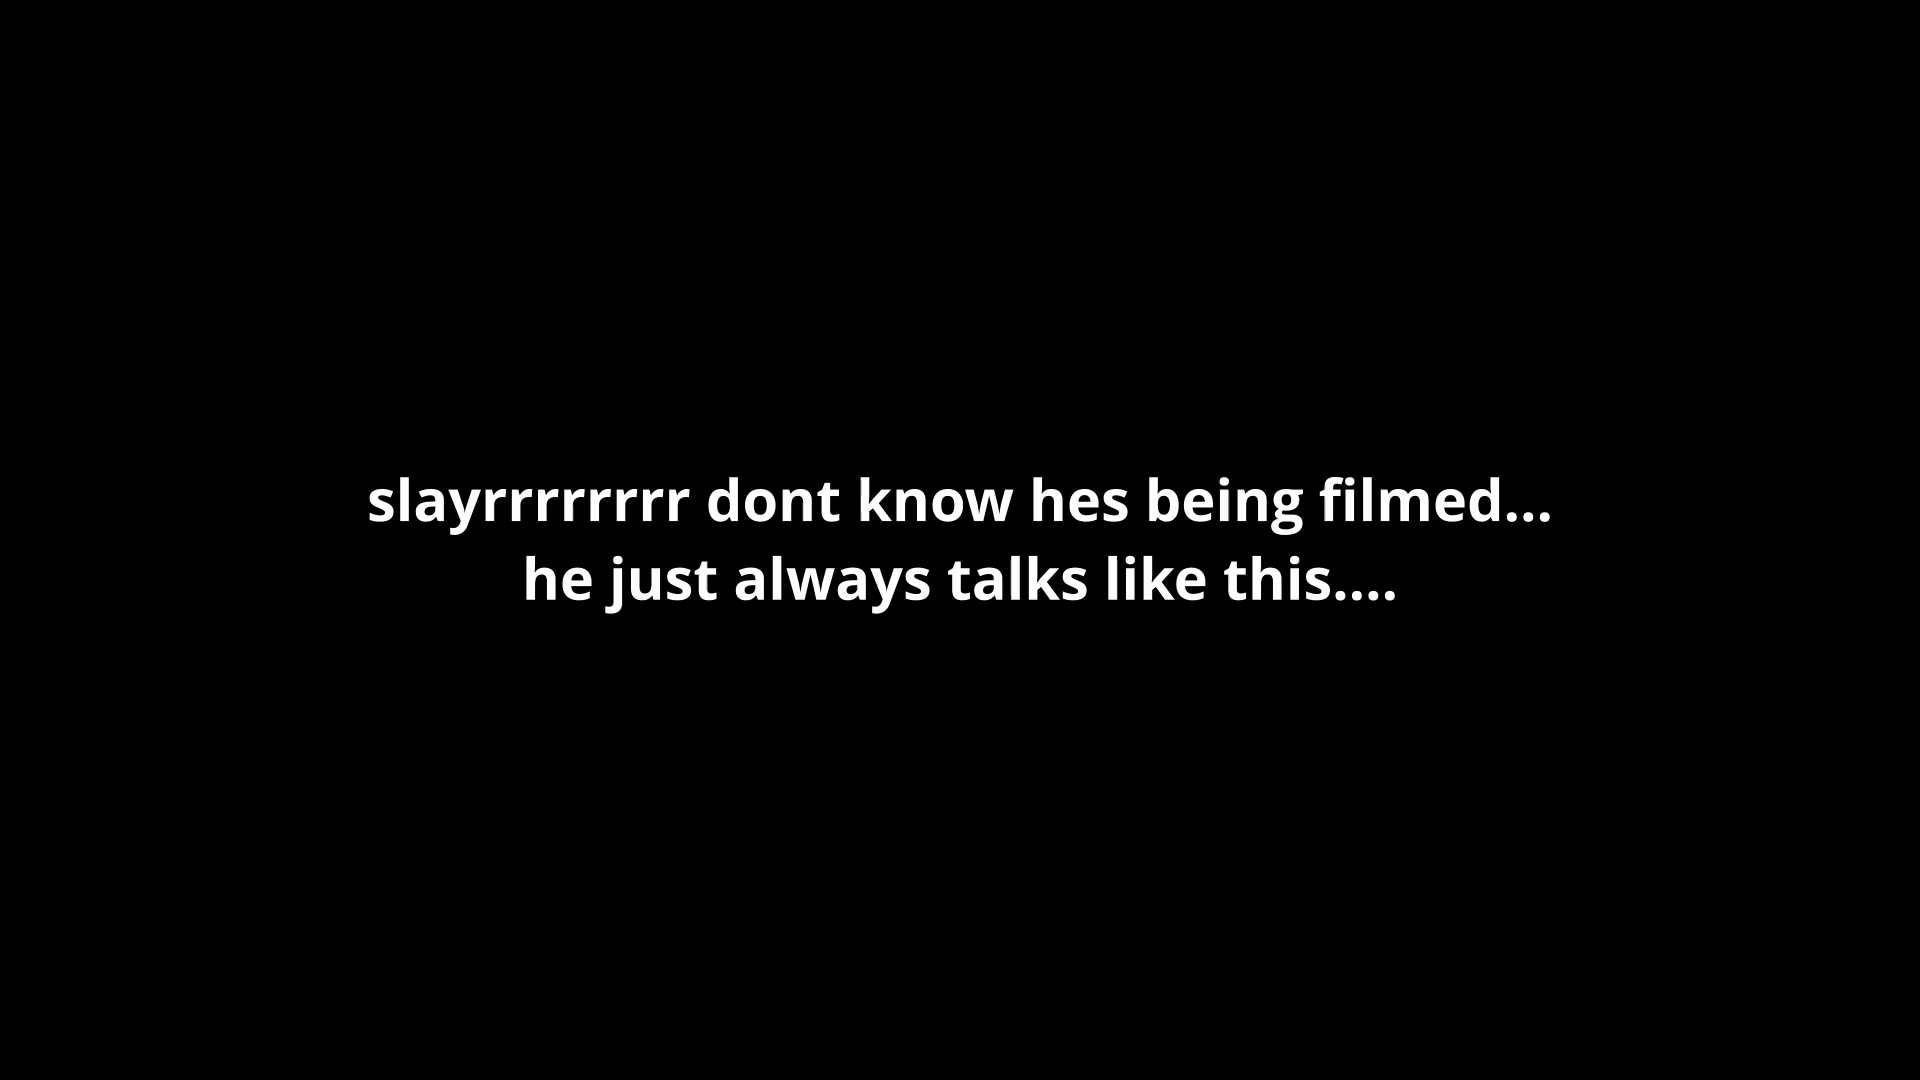 slayrrrrrrrr dont know hes being filmed...
he just always talks like this....